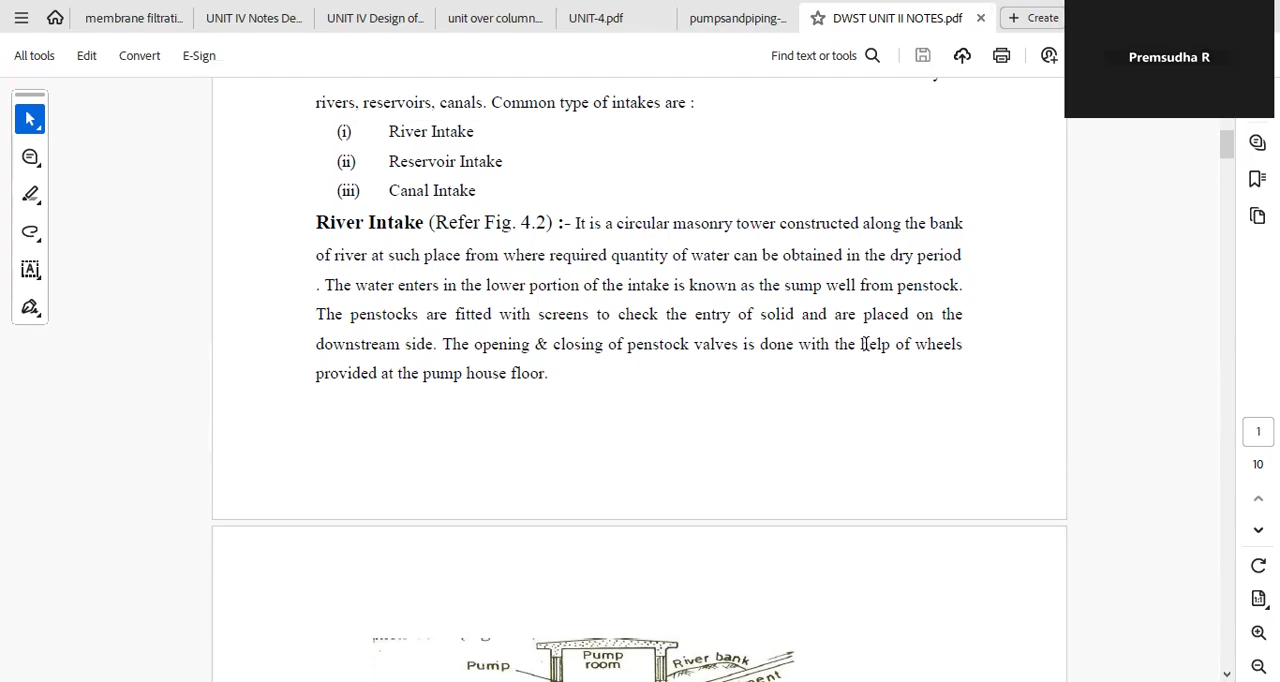 membrane filtrati...
UNIT IV Notes De...
UNIT IV Design of...
unit over column...
UNIT-4.pdf
pumpsandpiping-...
DWST UNIT II NOTES.pdf
Create
All tools
Edit
Convert
E-Sign
Find text or tools
Premsudha R
rivers, reservoirs, canals. Common type of intakes are :
(i) River Intake
(ii) Reservoir Intake
(iii) Canal Intake
River Intake (Refer Fig. 4.2) :- It is a circular masonry tower constructed along the bank
of river at such place from where required quantity of water can be obtained in the dry period
. The water enters in the lower portion of the intake is known as the sump well from penstock.
The penstocks are fitted with screens to check the entry of solid and are placed on the
downstream side. The opening & closing of penstock valves is done with the help of wheels
provided at the pump house floor.
1
10
Pump
Pump
room
River bank